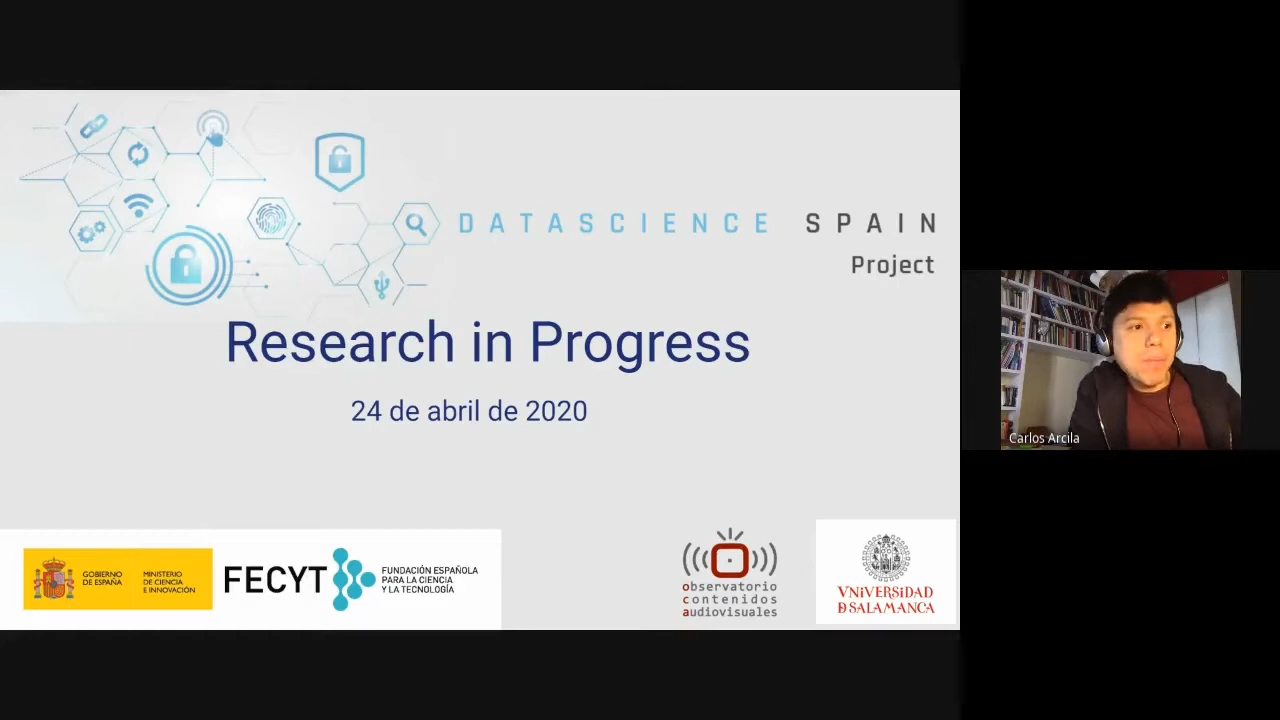 DATASCIENCE SPAIN
Project
Research in Progress
24 de abril de 2020
GOBIERNO
DE ESPAÑA
MINISTERIO
DE CIENCIA
E INNOVACIÓN
FECYT
FUNDACIÓN ESPAÑOLA
PARA LA CIENCIA
Y LA TECNOLOGÍA
observatorio
contenidos
audiovisuales
VNiVERSiDAD
D SALAMANCA
Carlos Arcila